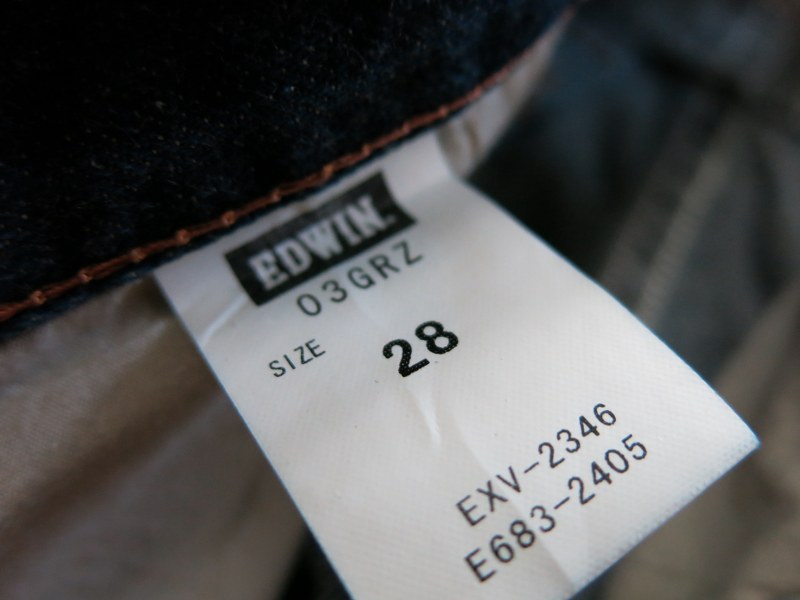 EDWIN.
03GRZ
SIZE 28
EXV-2346
E683-2405